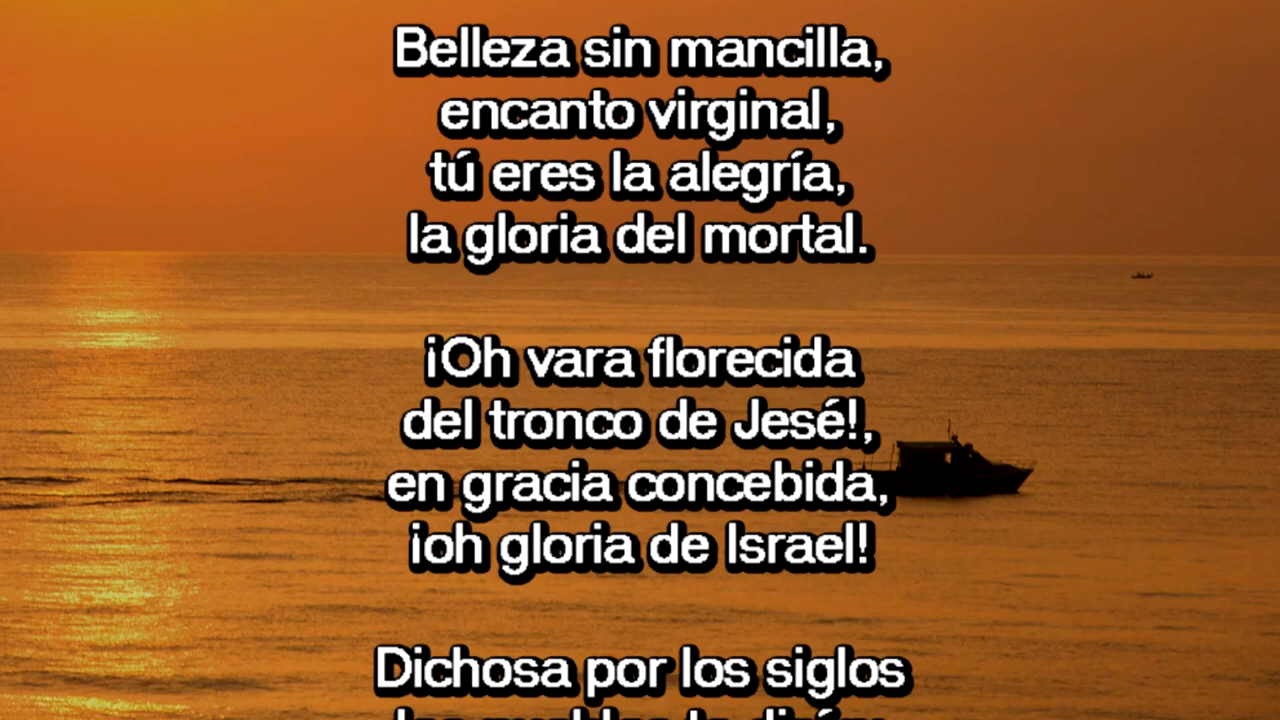 Belleza sin mancilla,
encanto virginal,
tú eres la alegría,
la gloria del mortal.
¡Oh vara florecida
del tronco de Jesé!,
en gracia concebida,
¡oh gloria de Israel!
Dichosa por los siglos